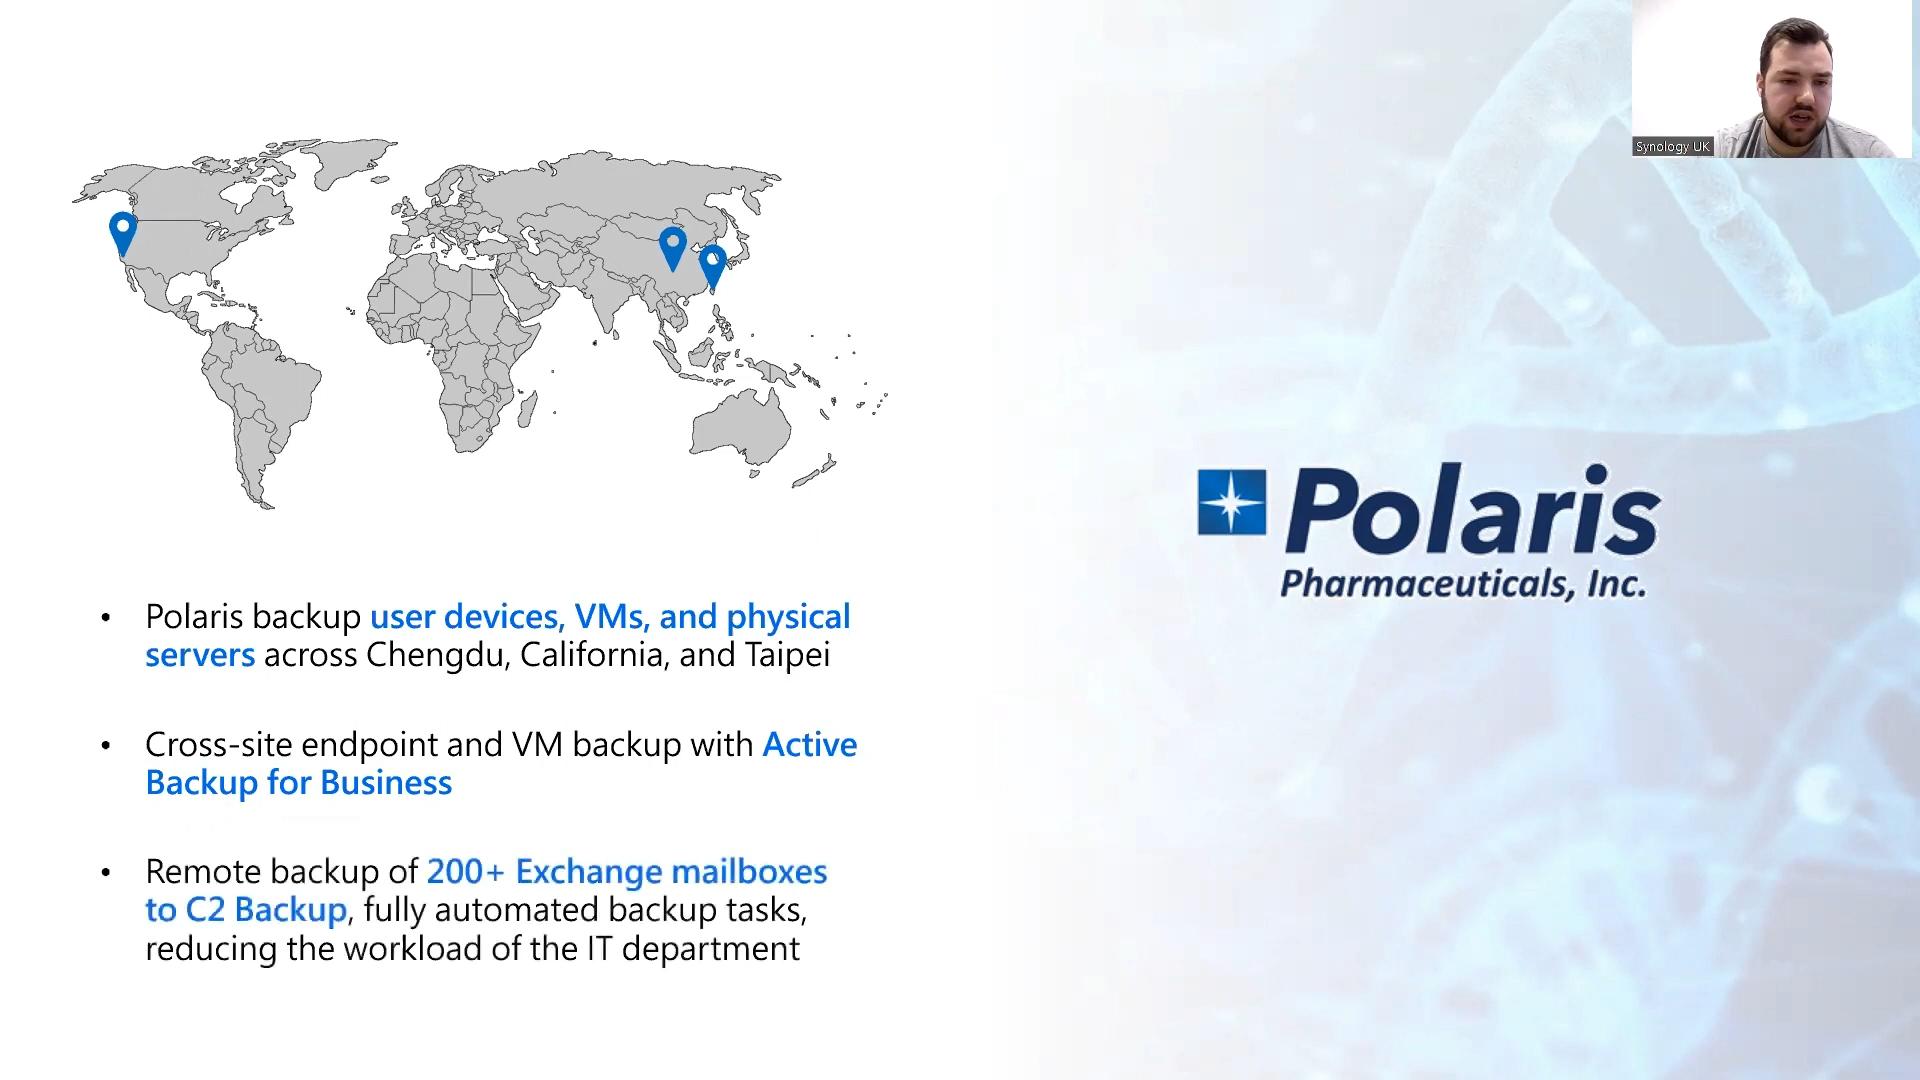 Synology UK
Polaris
Pharmaceuticals, Inc.
• Polaris backup user devices, VMs, and physical
servers across Chengdu, California, and Taipei
• Cross-site endpoint and VM backup with Active
Backup for Business
• Remote backup of 200+ Exchange mailboxes
to C2 Backup, fully automated backup tasks,
reducing the workload of the IT department